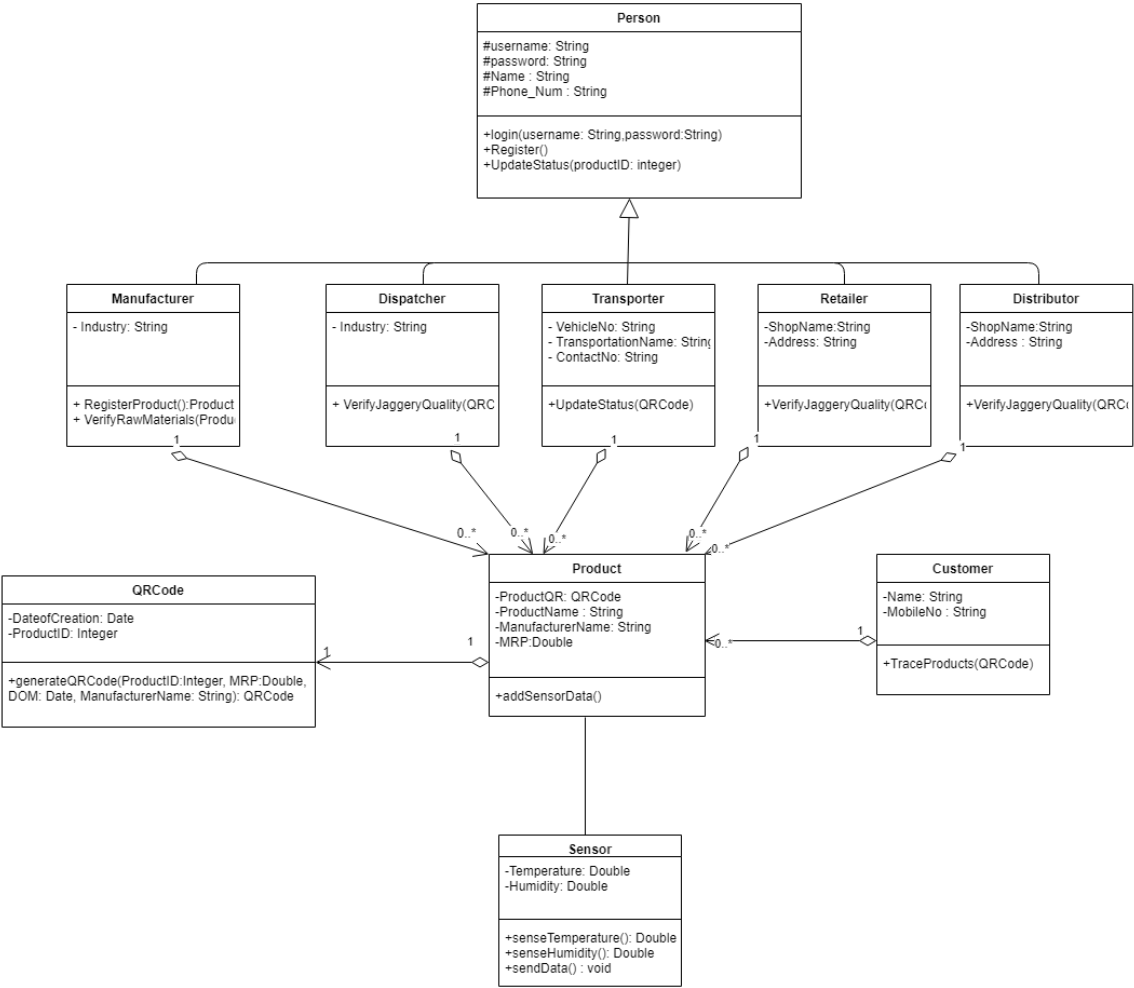 Person
#username: String
#password: String
#Name : String
#Phone_Num : String
+login(username: String,password:String)
+Register()
+UpdateStatus(productID: integer)
Manufacturer
- Industry: String
+ RegisterProduct():Product
+ VerifyRawMaterials(Produ
1
Dispatcher
- Industry: String
+ VerifyJaggeryQuality(QRC
1
Transporter
- VehicleNo: String
- TransportationName: String
- ContactNo: String
+UpdateStatus(QRCode)
1
Retailer
-ShopName:String
-Address: String
+VerifyJaggeryQuality(QRC
1
Distributor
-ShopName:String
-Address : String
+VerifyJaggeryQuality(QRC
1
0..*
0..*
0..*
0..*
0..*
QRCode
-DateofCreation: Date
-ProductID: Integer
+generateQRCode(ProductID:Integer, MRP:Double,
DOM: Date, ManufacturerName: String): QRCode
1
1
Product
-ProductQR: QRCode
-ProductName : String
-ManufacturerName: String
-MRP:Double
+addSensorData()
0..*
1
Customer
-Name: String
-MobileNo : String
+TraceProducts(QRCode)
Sensor
-Temperature: Double
-Humidity: Double
+senseTemperature(): Double
+senseHumidity(): Double
+sendData() : void